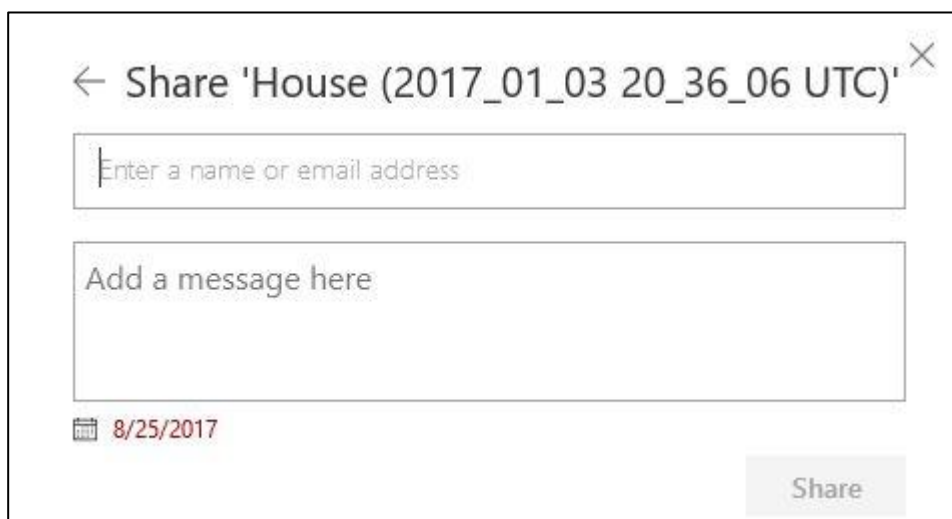 Share 'House (2017_01_03 20_36_06 UTC)'
Enter a name or email address
Add a message here
8/25/2017
Share